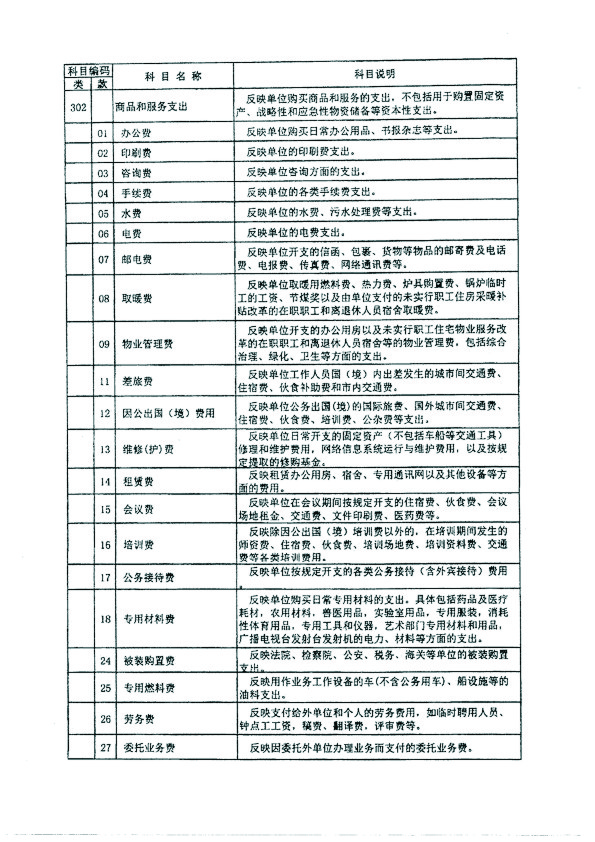 科目编码 科目名称 科目说明
类 款
302 商品和服务支出 反映单位购买商品和服务的支出，不包括用于购置固定资
产、战略性和应急性物资储备等资本性支出。
01 办公费 反映单位购买日常办公用品、书报杂志等支出。
02 印刷费 反映单位的印刷费支出。
03 咨询费 反映单位咨询方面的支出。
04 手续费 反映单位的各类手续费支出。
05 水费 反映单位的水费、污水处理费等支出。
06 电费 反映单位的电费支出。
07 邮电费 反映单位开支的信函、包裹、货物等物品的邮寄费及电话
费、电报费、传真费、网络通讯费等。
08 取暖费 反映单位取暖用燃料费、热力费、炉具购置费、锅炉临时
工的工资、节煤奖以及由单位支付的未实行职工住房采暖补
贴改革的在职职工和离退休人员宿舍取暖费。
09 物业管理费 反映单位开支的办公用房以及未实行职工住宅物业服务改
革的在职职工和离退休人员宿舍等的物业管理费，包括综合
治理、绿化、卫生等方面的支出。
11 差旅费 反映单位工作人员国（境）内出差发生的城市间交通费、
住宿费、伙食补助费和市内交通费。
12 因公出国（境）费用 反映单位公务出国(境)的国际旅费、国外城市间交通费、
住宿费、伙食费、培训费、公杂费等支出。
13 维修(护)费 反映单位日常开支的固定资产（不包括车船等交通工具）
修理和维护费用，网络信息系统运行与维护费用，以及按规
定提取的修购基金。
14 租赁费 反映租赁办公用房、宿舍、专用通讯网以及其他设备等方
面的费用。
15 会议费 反映单位在会议期间按规定开支的住宿费、伙食费、会议
场地租金、交通费、文件印刷费、医药费等。
16 培训费 反映除因公出国（境）培训费以外的，在培训期间发生的
师资费、住宿费、伙食费、培训场地费、培训资料费、交通
费等各类培训费用。
17 公务接待费 反映单位按规定开支的各类公务接待（含外宾接待）费用
。
18 专用材料费 反映单位购买日常专用材料的支出。具体包括药品及医疗
耗材，农用材料，兽医用品，实验室用品，专用服装，消耗
性体育用品，专用工具和仪器，艺术部门专用材料和用品，
广播电视台发射台发射机的电力、材料等方面的支出。
24 被装购置费 反映法院、检察院、公安、税务、海关等单位的被装购置
支出。
25 专用燃料费 反映用作业务工作设备的车(不含公务用车)、船设施等的
油料支出。
26 劳务费 反映支付给外单位和个人的劳务费用，如临时聘用人员、
钟点工工资，稿费、翻译费，评审费等。
27 委托业务费 反映因委托外单位办理业务而支付的委托业务费。